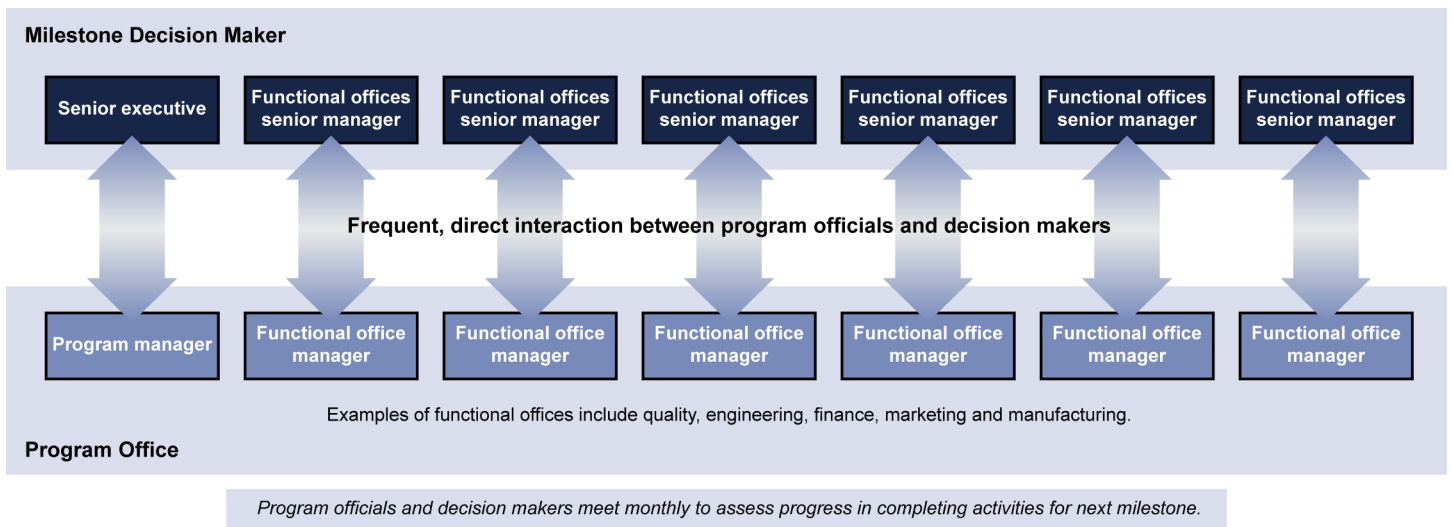 Milestone Decision Maker
Senior executive
Functional offices
senior manager
Functional offices
senior manager
Functional offices
senior manager
Functional offices
senior manager
Functional offices
senior manager
Functional offices
senior manager
Frequent, direct interaction between program officials and decision makers
Program manager
Functional office
manager
Functional office
manager
Functional office
manager
Functional office
manager
Functional office
manager
Functional office
manager
Examples of functional offices include quality, engineering, finance, marketing and manufacturing.
Program Office
Program officials and decision makers meet monthly to assess progress in completing activities for next milestone.